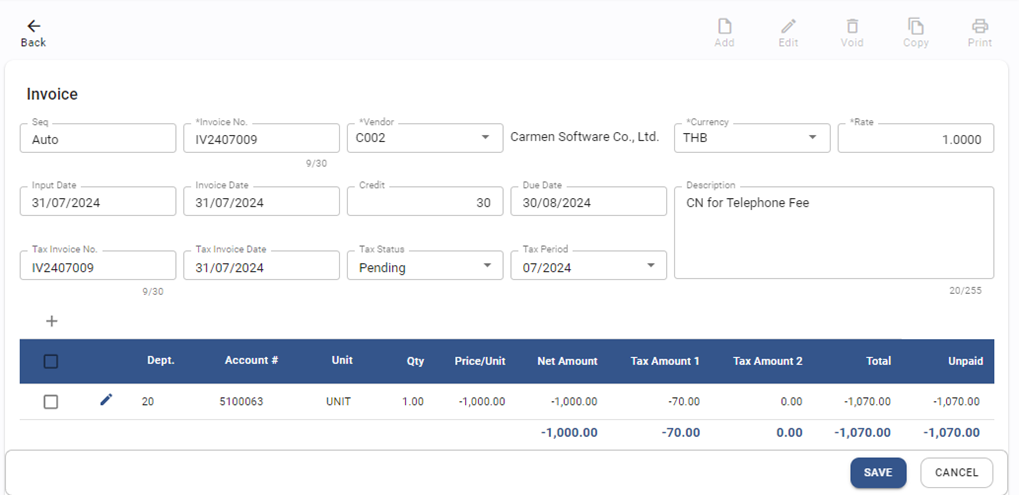 Back
Add Edit Void Copy Print
Invoice
Seq *Invoice No. *Vendor *Currency *Rate
Auto IV2407009 C002 Carmen Software Co., Ltd. THB 1.0000
9/30
Input Date Invoice Date Credit Due Date Description
31/07/2024 31/07/2024 30 30/08/2024 CN for Telephone Fee
Tax Invoice No. Tax Invoice Date Tax Status Tax Period
IV2407009 31/07/2024 Pending 07/2024
9/30 20/255
Dept. Account # Unit Qty Price/Unit Net Amount Tax Amount 1 Tax Amount 2 Total Unpaid
20 5100063 UNIT 1.00 -1,000.00 -1,000.00 -70.00 0.00 -1,070.00 -1,070.00
-1,000.00 -70.00 0.00 -1,070.00 -1,070.00
SAVE CANCEL